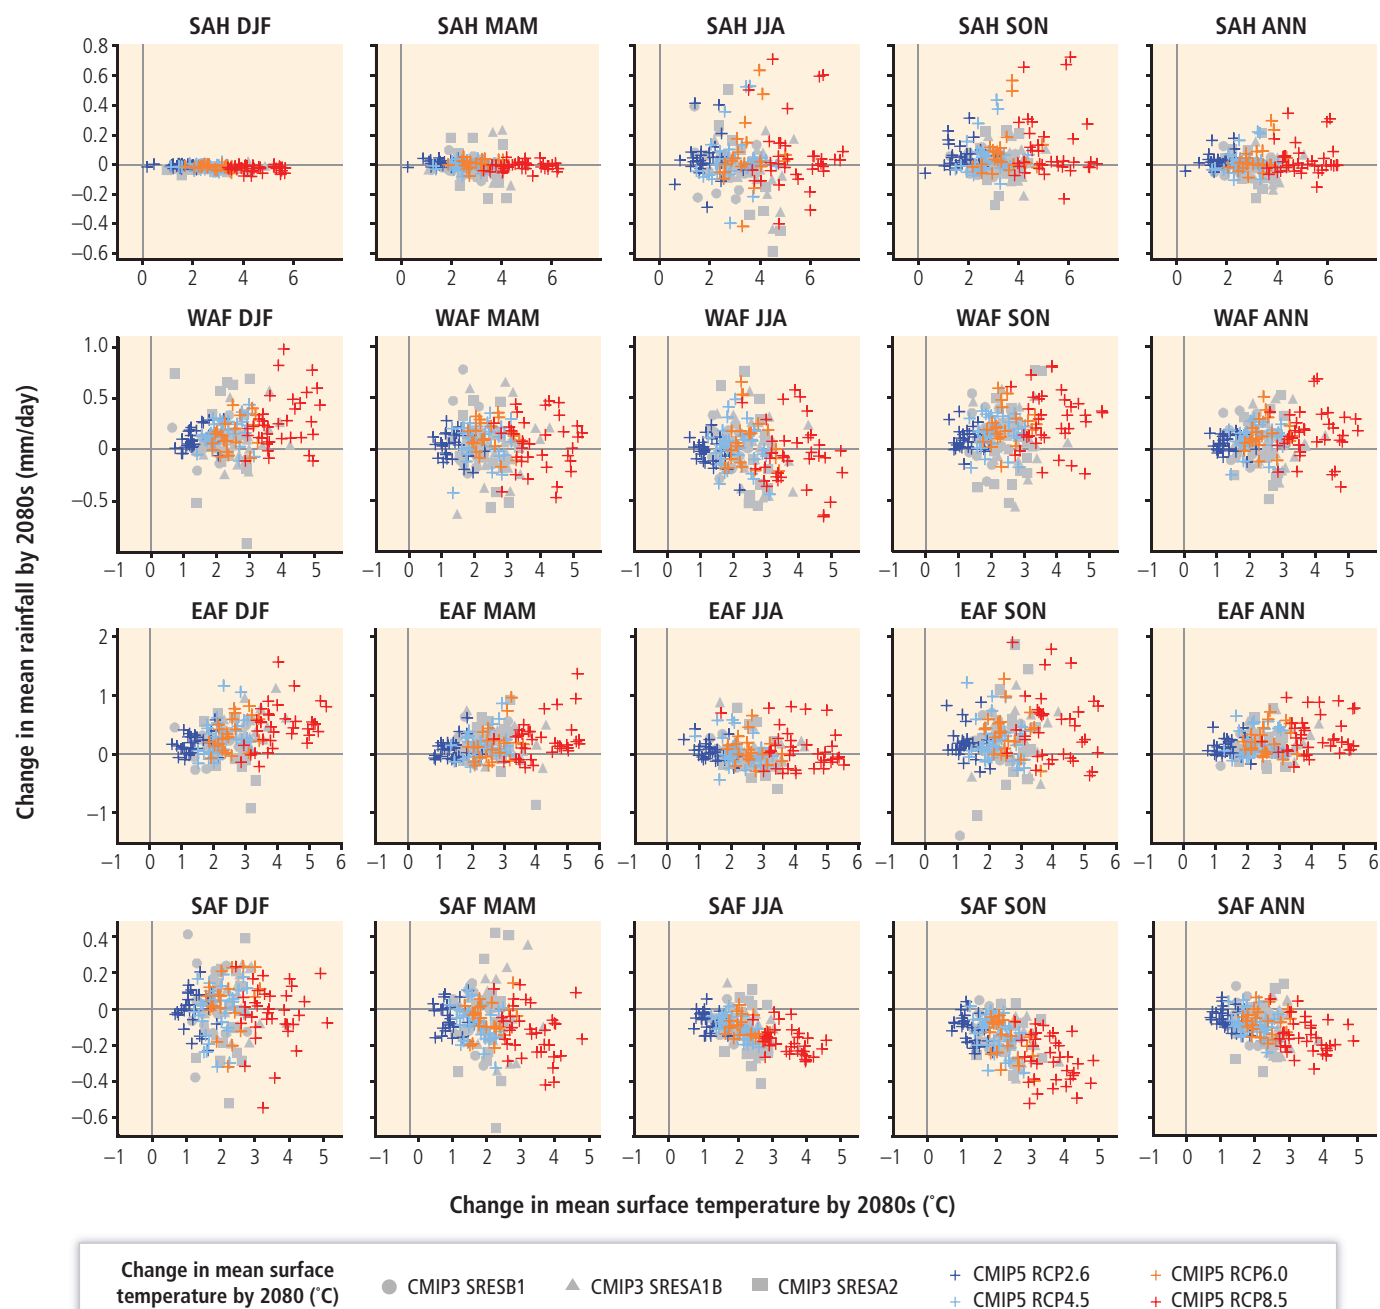 SAH DJF SAH MAM SAH JJA SAH SON SAH ANN
0.8
0.6
0.4
0.2
0
−0.2
−0.4
−0.6
0 2 4 6 0 2 4 6 0 2 4 6 0 2 4 6 0 2 4 6
WAF DJF WAF MAM WAF JJA WAF SON WAF ANN
1.0
0.5
0
−0.5
−1 0 1 2 3 4 5 −1 0 1 2 3 4 5 −1 0 1 2 3 4 5 −1 0 1 2 3 4 5 −1 0 1 2 3 4 5
Change in mean rainfall by 2080s (mm/day)
EAF DJF EAF MAM EAF JJA EAF SON EAF ANN
2
1
0
−1
−1 0 1 2 3 4 5 6 −1 0 1 2 3 4 5 6 −1 0 1 2 3 4 5 6 −1 0 1 2 3 4 5 6 −1 0 1 2 3 4 5 6
SAF DJF SAF MAM SAF JJA SAF SON SAF ANN
0.4
0.2
0
−0.2
−0.4
−0.6
−1 0 1 2 3 4 5 −1 0 1 2 3 4 5 −1 0 1 2 3 4 5 −1 0 1 2 3 4 5 −1 0 1 2 3 4 5
Change in mean surface temperature by 2080s (˚C)
Change in mean surface
temperature by 2080 (˚C)
CMIP3 SRESB1 CMIP3 SRESA1B CMIP3 SRESA2
CMIP5 RCP2.6 CMIP5 RCP6.0
CMIP5 RCP4.5 CMIP5 RCP8.5